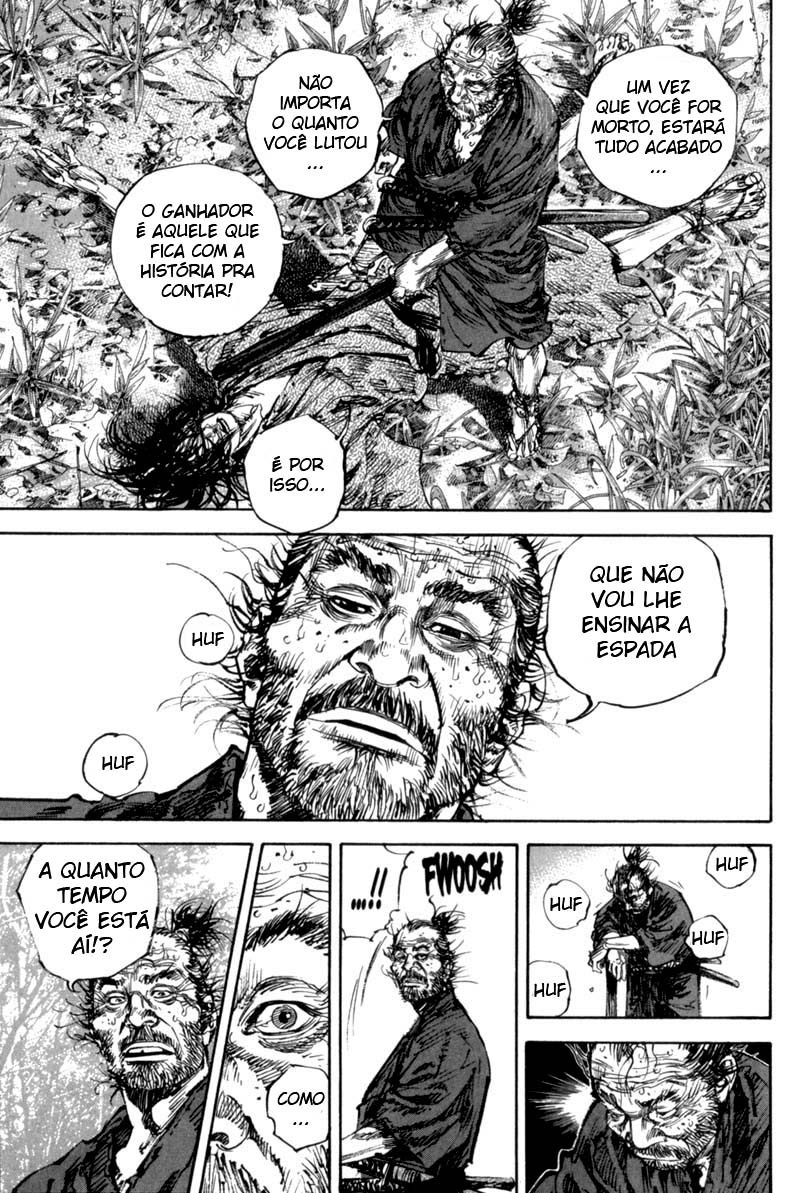 UM VEZ
QUE VOCÊ FOR
MORTO, ESTARÁ
TUDO ACABADO
...
NÃO
IMPORTA
O QUANTO
VOCÊ LUTOU
...
O GANHADOR
É AQUELE QUE
FICA COM A
HISTÓRIA PRA
CONTAR!
É POR
ISSO...
QUE NÃO
VOU LHE
ENSINAR A
ESPADA
HUF
HUF
HUF
HUF
HUF
HUF
FWOOSH
...!!
COMO
...
A QUANTO
TEMPO
VOCÊ ESTÁ
AÍ!?